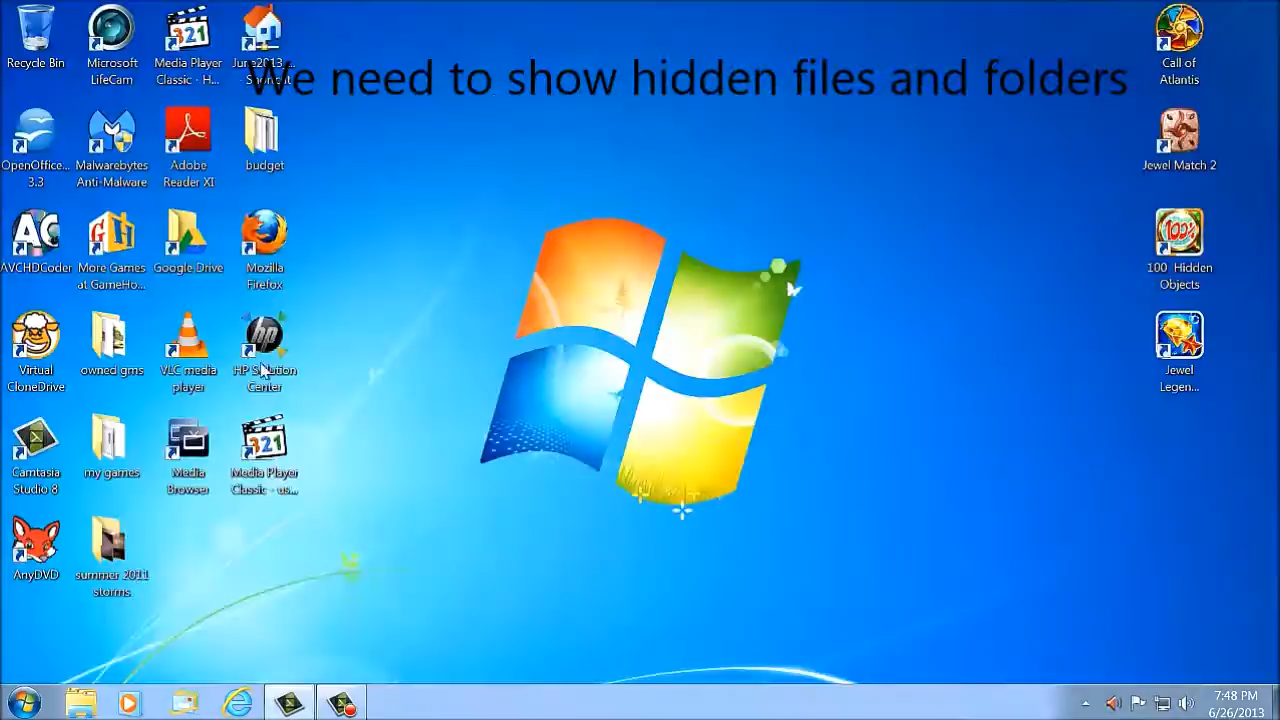 We need to show hidden files and folders
Recycle Bin
Microsoft
LifeCam
Media Player
Classic - H...
June2013 ...
OpenOffice...
3.3
Malwarebytes
Anti-Malware
Adobe
Reader XI
budget
AVCHDCoder
More Games
at GameHo...
Google Drive
Mozilla
Firefox
Virtual
CloneDrive
owned gms
VLC media
player
HP Solution
Center
Camtasia
Studio 8
my games
Media
Browser
Media Player
Classic - us...
AnyDVD
summer 2011
storms
Call of
Atlantis
Jewel Match 2
100% Hidden
Objects
Jewel
Legen...
7:48 PM
6/26/2013